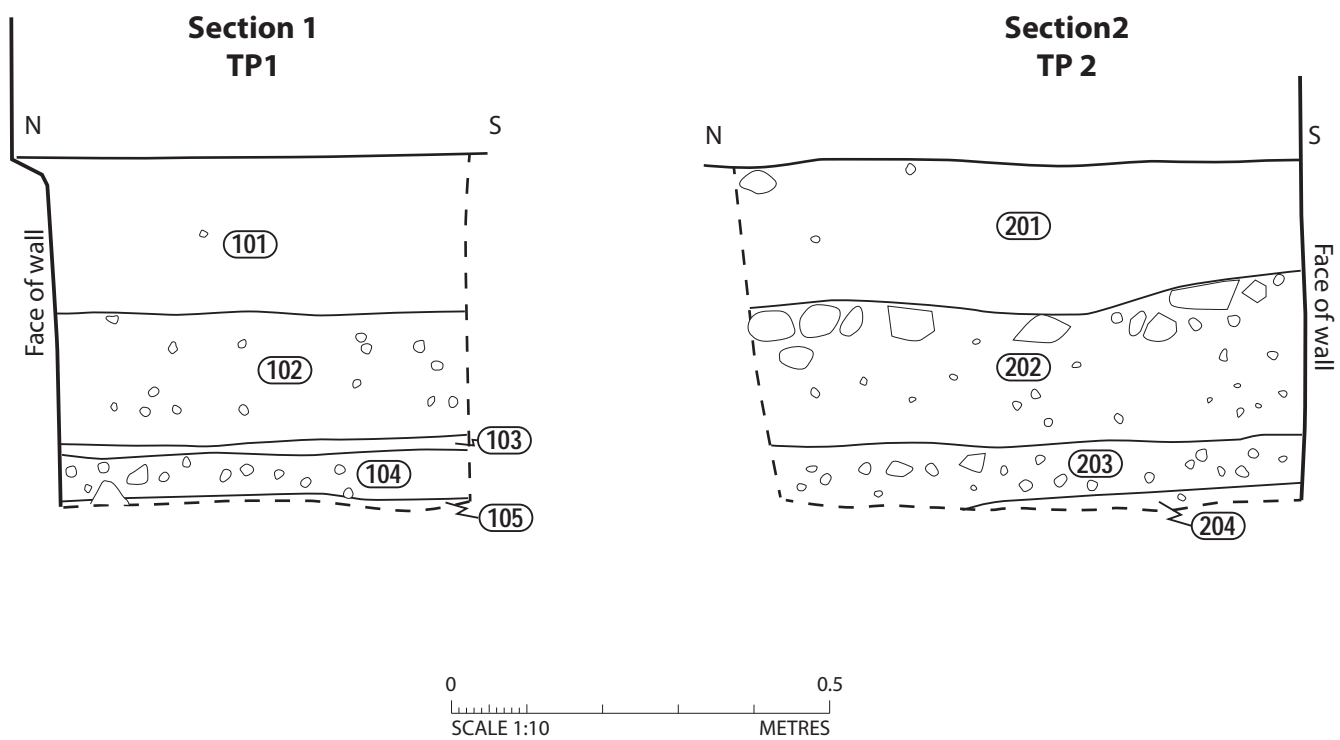 Section 1
TP1
N
S
Face of wall
101
102
103
104
105
Section2
TP 2
N
S
201
Face of wall
202
203
204
0
0.5
SCALE 1:10
METRES